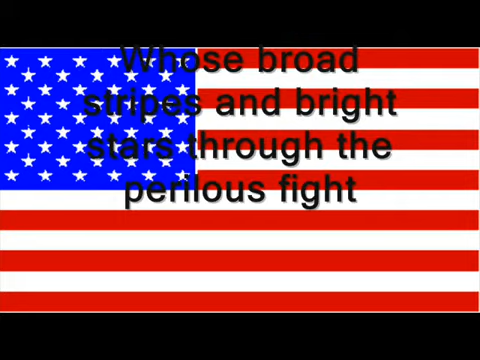 Whose broad
stripes and bright
stars through the
perilous fight